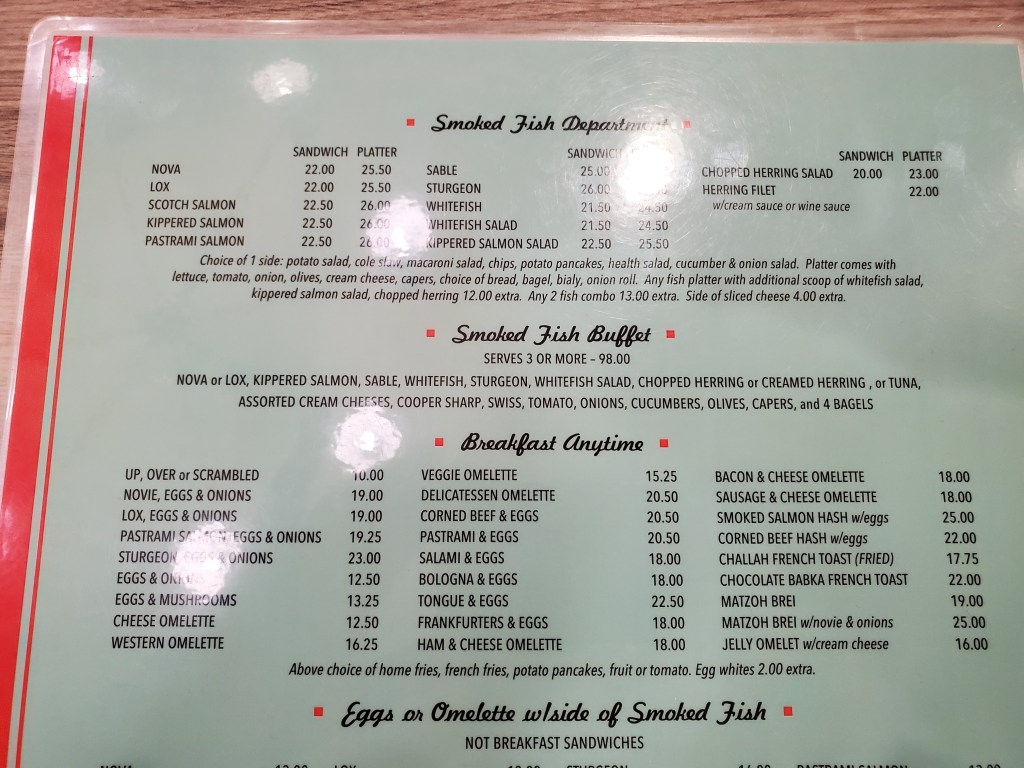 Smoked Fish Department
SANDWICH PLATTER SANDWICH SANDWICH PLATTER
NOVA 22.00 25.50 SABLE 25.00 CHOPPED HERRING SALAD 20.00 23.00
LOX 22.00 25.50 STURGEON 26.00 HERRING FILET 22.00
SCOTCH SALMON 22.50 26.00 WHITEFISH 21.50 24.50 w/cream sauce or wine sauce
KIPPERED SALMON 22.50 26.00 WHITEFISH SALAD 21.50 24.50
PASTRAMI SALMON 22.50 26.00 KIPPERED SALMON SALAD 22.50 25.50
Choice of 1 side: potato salad, cole slaw, macaroni salad, chips, potato pancakes, health salad, cucumber & onion salad. Platter comes with
lettuce, tomato, onion, olives, cream cheese, capers, choice of bread, bagel, bialy, onion roll. Any fish platter with additional scoop of whitefish salad,
kippered salmon salad, chopped herring 12.00 extra. Any 2 fish combo 13.00 extra. Side of sliced cheese 4.00 extra.
Smoked Fish Buffet
SERVES 3 OR MORE – 98.00
NOVA or LOX, KIPPERED SALMON, SABLE, WHITEFISH, STURGEON, WHITEFISH SALAD, CHOPPED HERRING or CREAMED HERRING , or TUNA,
ASSORTED CREAM CHEESES, COOPER SHARP, SWISS, TOMATO, ONIONS, CUCUMBERS, OLIVES, CAPERS, and 4 BAGELS
Breakfast Anytime
UP, OVER or SCRAMBLED 10.00 VEGGIE OMELETTE 15.25 BACON & CHEESE OMELETTE 18.00
NOVIE, EGGS & ONIONS 19.00 DELICATESSEN OMELETTE 20.50 SAUSAGE & CHEESE OMELETTE 18.00
LOX, EGGS & ONIONS 19.00 CORNED BEEF & EGGS 20.50 SMOKED SALMON HASH w/eggs 25.00
PASTRAMI SALMON, EGGS & ONIONS 19.25 PASTRAMI & EGGS 20.50 CORNED BEEF HASH w/eggs 22.00
STURGEON, EGGS & ONIONS 23.00 SALAMI & EGGS 18.00 CHALLAH FRENCH TOAST (FRIED) 17.75
EGGS & ONIONS 12.50 BOLOGNA & EGGS 18.00 CHOCOLATE BABKA FRENCH TOAST 22.00
EGGS & MUSHROOMS 13.25 TONGUE & EGGS 22.50 MATZOH BREI 19.00
CHEESE OMELETTE 12.50 FRANKFURTERS & EGGS 18.00 MATZOH BREI w/novie & onions 25.00
WESTERN OMELETTE 16.25 HAM & CHEESE OMELETTE 18.00 JELLY OMELET w/cream cheese 16.00
Above choice of home fries, french fries, potato pancakes, fruit or tomato. Egg whites 2.00 extra.
Eggs or Omelette w/side of Smoked Fish
NOT BREAKFAST SANDWICHES
NOVA LOX STURGEON PASTRAMI SALMON